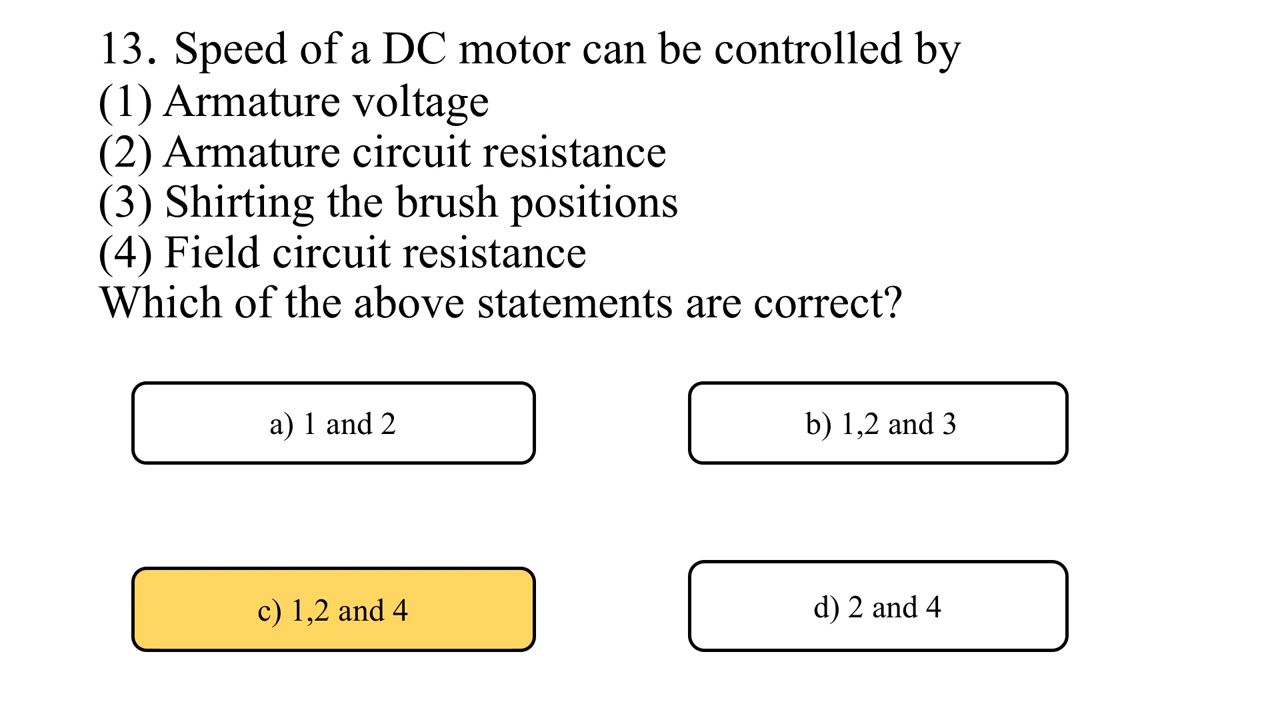 13. Speed of a DC motor can be controlled by
(1) Armature voltage
(2) Armature circuit resistance
(3) Shirting the brush positions
(4) Field circuit resistance
Which of the above statements are correct?
a) 1 and 2
b) 1,2 and 3
c) 1,2 and 4
d) 2 and 4